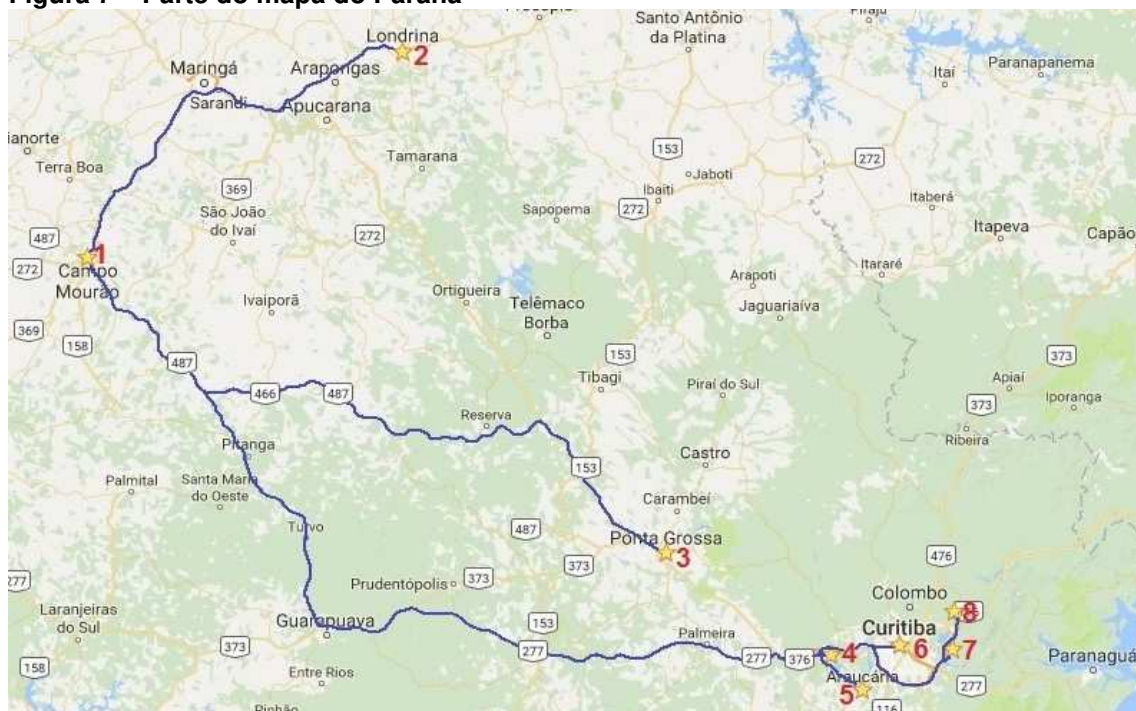 Figura 7 – Parte do mapa do Paraná
Santo Antônio
da Platina
Londrina
2
Maringá
Arapongas
Itaí
Paranapanema
Sarandi
Apucarana
ianorte
Terra Boa
Tamarana
153
272
369
Jaboti
Ibaiti
Itaberá
São João
do Ivaí
Sapopema
272
487
272
Itapeva
Capão
1
272
Campo
Mourão
Arapoti
Itararé
Ivaiporã
Ortigueira
Telêmaco
Borba
Jaguariaíva
369
158
153
373
487
466
487
Tibagi
Piraí do Sul
Apiaí
Iporanga
373
Reserva
Ribeira
Pitanga
Castro
153
Palmital
Santa Maria
do Oeste
Carambeí
Turvo
487
Ponta Grossa
3
373
476
277
Prudentópolis
373
Colombo
8
Laranjeiras
do Sul
Guarapuava
153
Curitiba
Palmeira
6
7
373
277
277
376
4
Paranaguá
158
Entre Rios
Araucária
5
277
116
Pinhão